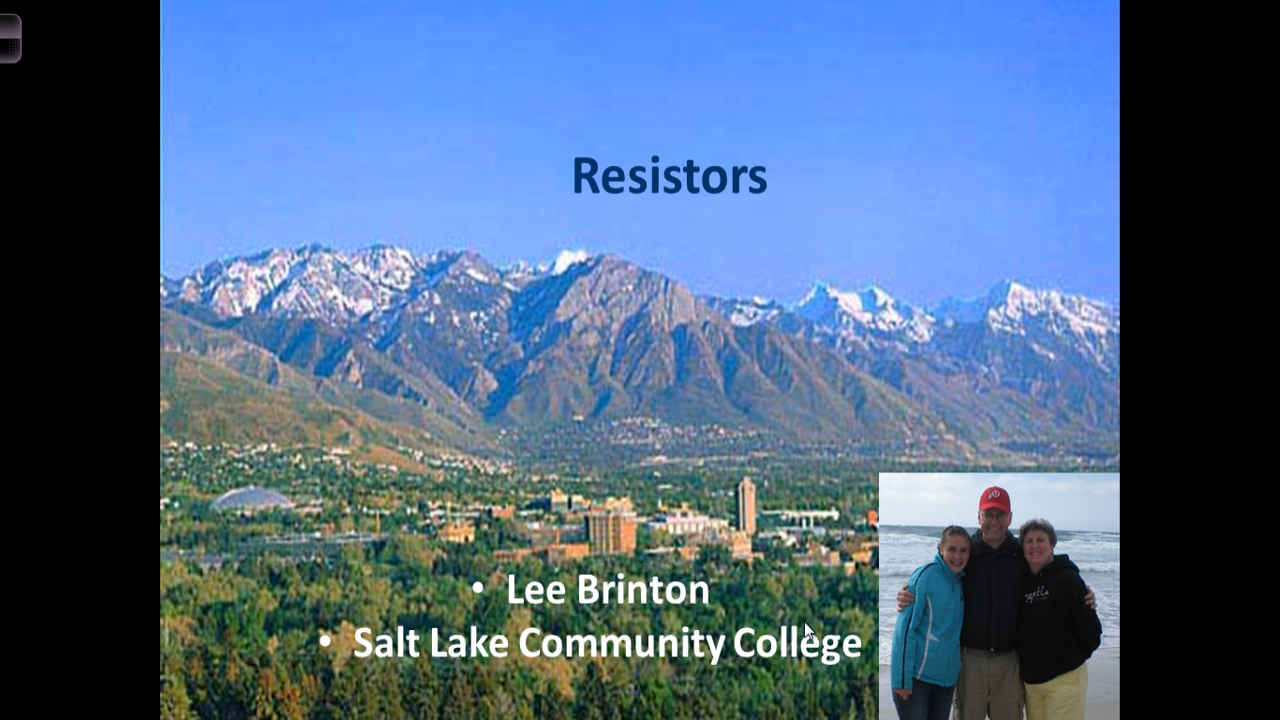 Resistors
• Lee Brinton
• Salt Lake Community College